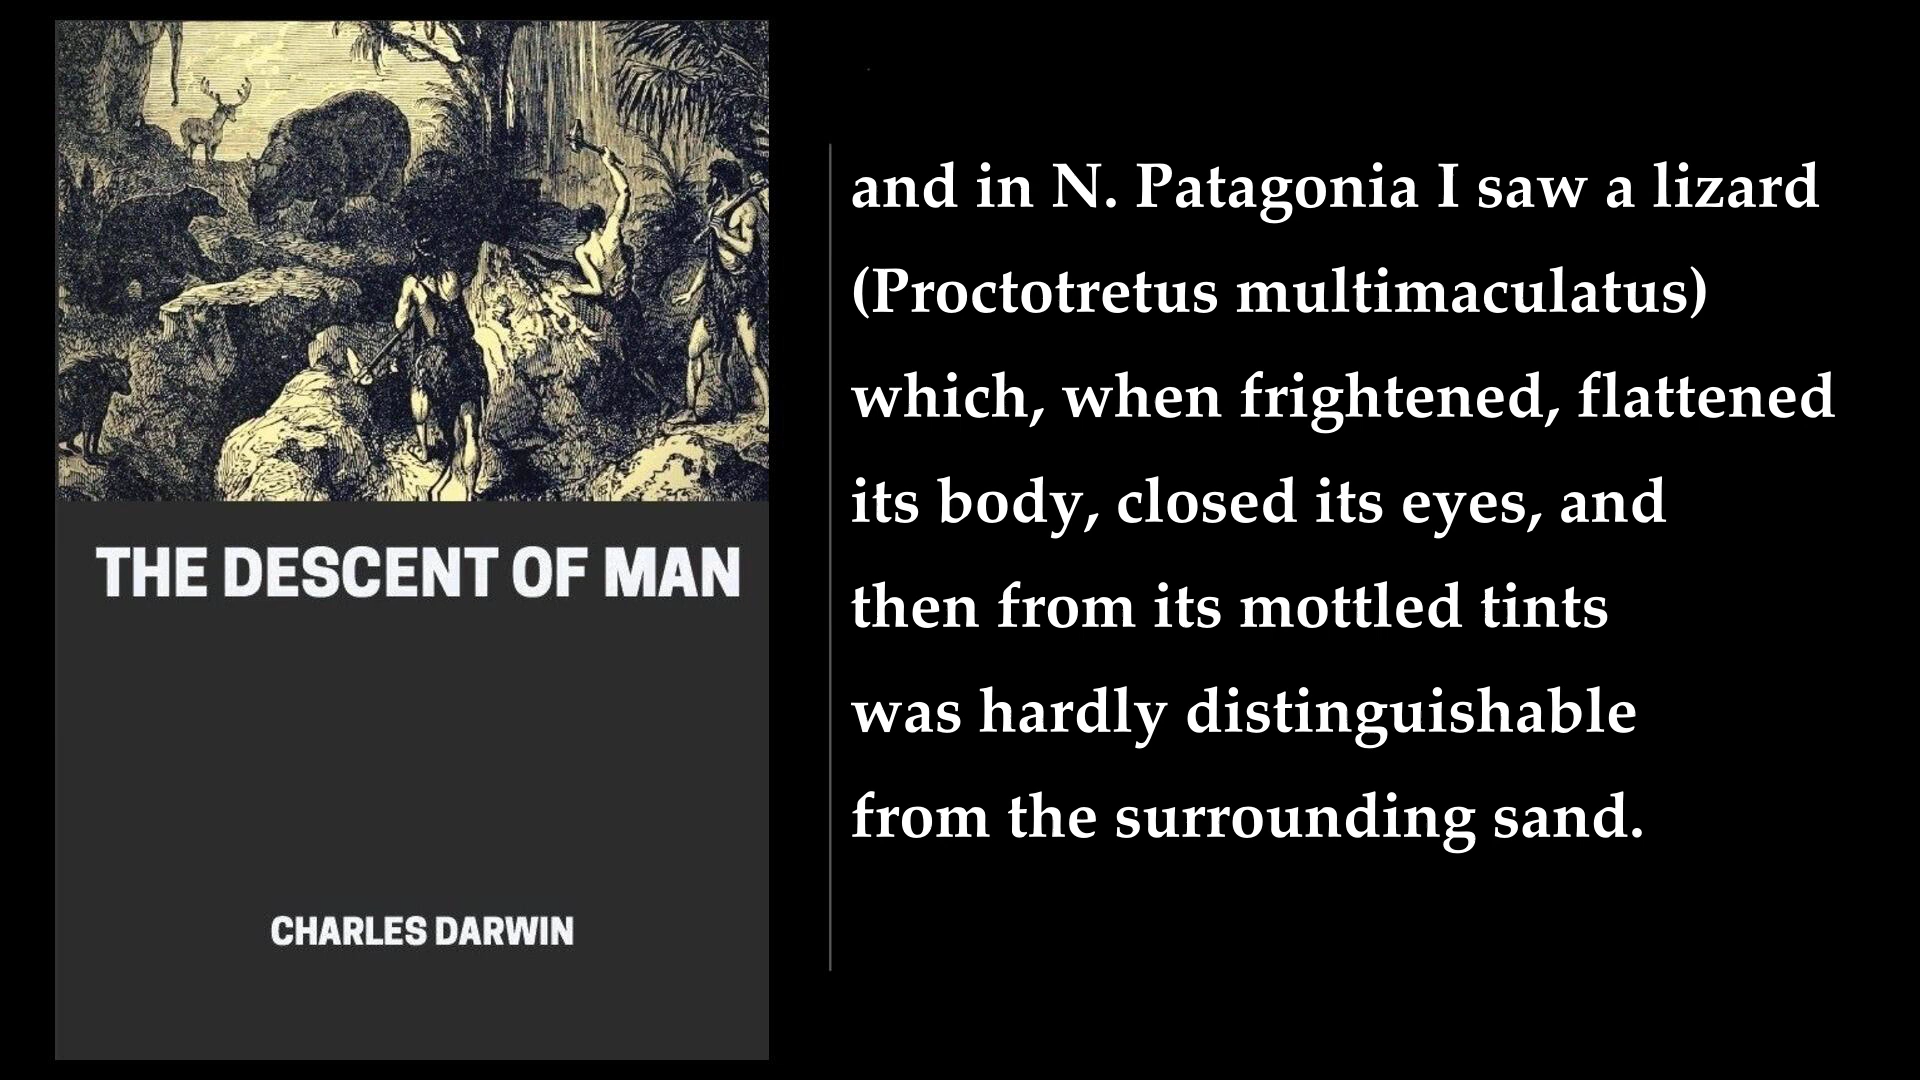 THE DESCENT OF MAN
CHARLES DARWIN
and in N. Patagonia I saw a lizard
(Proctotretus multimaculatus)
which, when frightened, flattened
its body, closed its eyes, and
then from its mottled tints
was hardly distinguishable
from the surrounding sand.